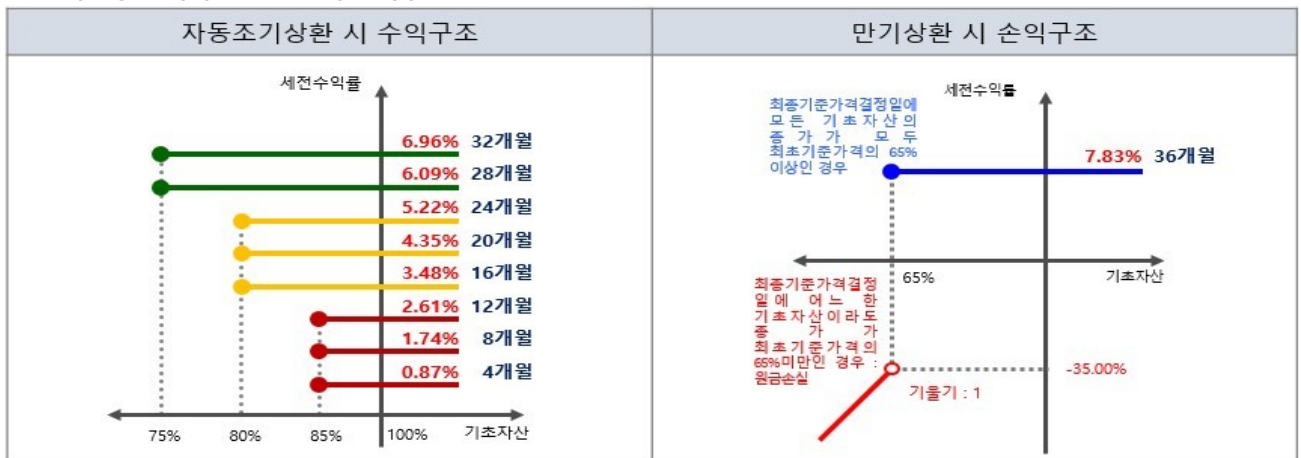 자동조기상환 시 수익구조
만기상환 시 손익구조
세전수익률
6.96% 32개월
6.09% 28개월
5.22% 24개월
4.35% 20개월
3.48% 16개월
2.61% 12개월
1.74% 8개월
0.87% 4개월
75% 80% 85% 100% 기초자산
세전수익률
최종기준가격결정일에
모든 기초자산의
종가가 모두
최초기준가격의 65%
이상인 경우
7.83% 36개월
65%
기초자산
최종기준가격결정
일에 어느 한
기초자산이라도
종가가
최초기준가격의
65%미만인 경우 :
원금손실
-35.00%
기울기 : 1